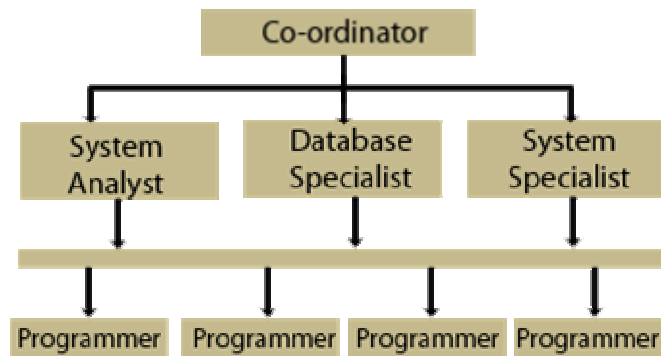 Co-ordinator
System
Analyst
Database
Specialist
System
Specialist
Programmer
Programmer
Programmer
Programmer